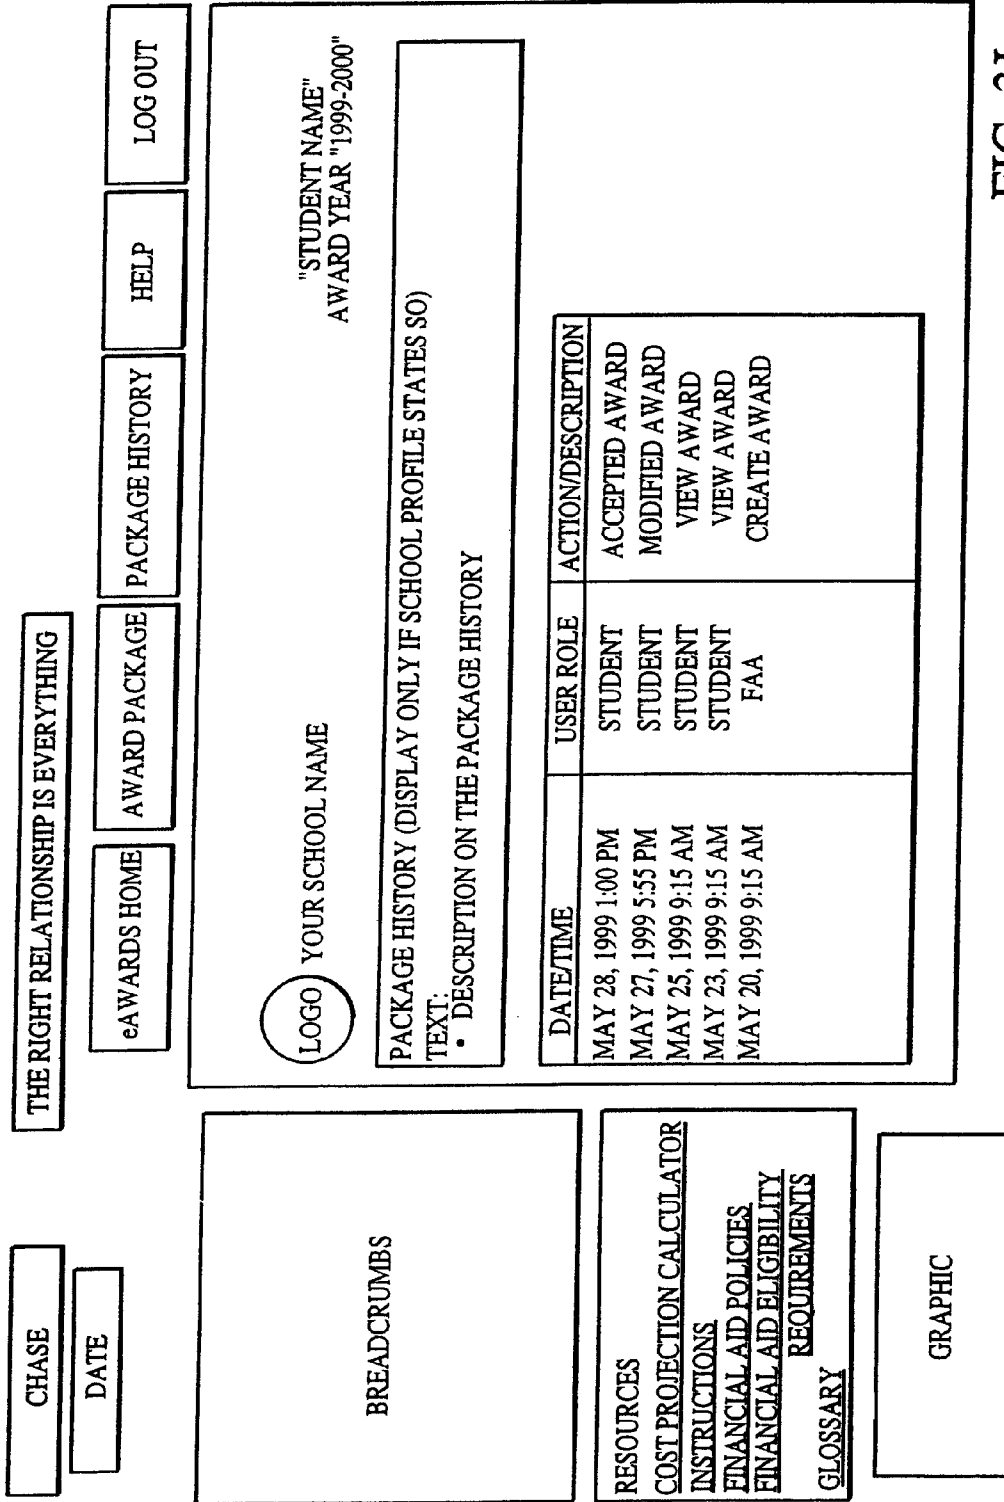 CHASE
THE RIGHT RELATIONSHIP IS EVERYTHING
DATE
eAWARDS HOME
AWARD PACKAGE
PACKAGE HISTORY
HELP
LOG OUT
BREADCRUMBS
LOGO YOUR SCHOOL NAME
"STUDENT NAME"
AWARD YEAR "1999-2000"
PACKAGE HISTORY (DISPLAY ONLY IF SCHOOL PROFILE STATES SO)
TEXT:
• DESCRIPTION ON THE PACKAGE HISTORY
DATE/TIME USER ROLE ACTION/DESCRIPTION
MAY 28, 1999 1:00 PM STUDENT ACCEPTED AWARD
MAY 27, 1999 5:55 PM STUDENT MODIFIED AWARD
MAY 25, 1999 9:15 AM STUDENT VIEW AWARD
MAY 23, 1999 9:15 AM STUDENT VIEW AWARD
MAY 20, 1999 9:15 AM FAA CREATE AWARD
RESOURCES
COST PROJECTION CALCULATOR
INSTRUCTIONS
FINANCIAL AID POLICIES
FINANCIAL AID ELIGIBILITY
REQUIREMENTS
GLOSSARY
GRAPHIC